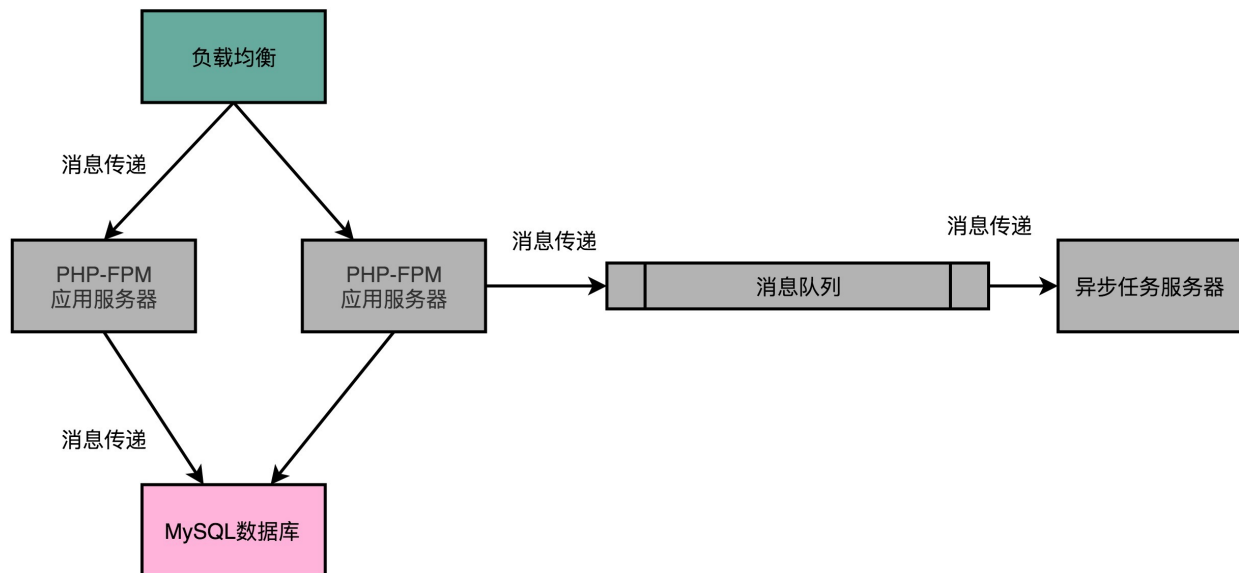 负载均衡
消息传递
消息传递
消息传递
PHP-FPM
应用服务器
PHP-FPM
应用服务器
消息队列
异步任务服务器
消息传递
MySQL数据库